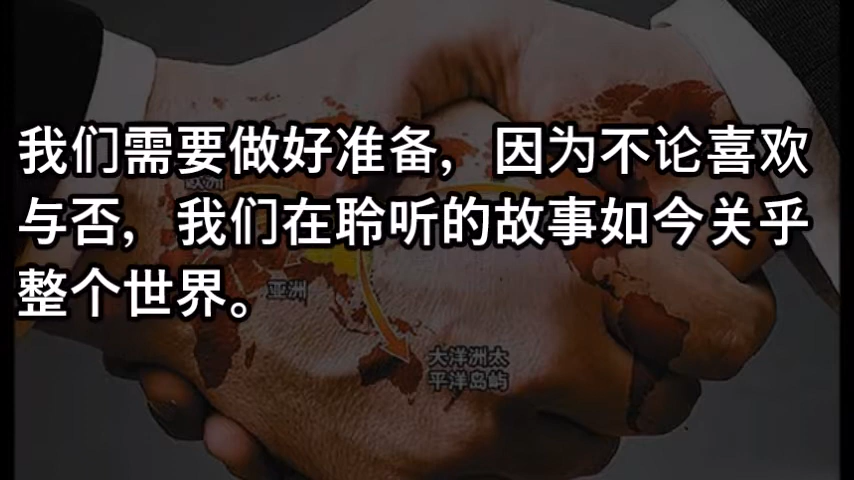 我们需要做好准备，因为不论喜欢
与否，我们在聆听的故事如今关乎
整个世界。
欧洲
亚洲
大洋洲太
平洋岛屿